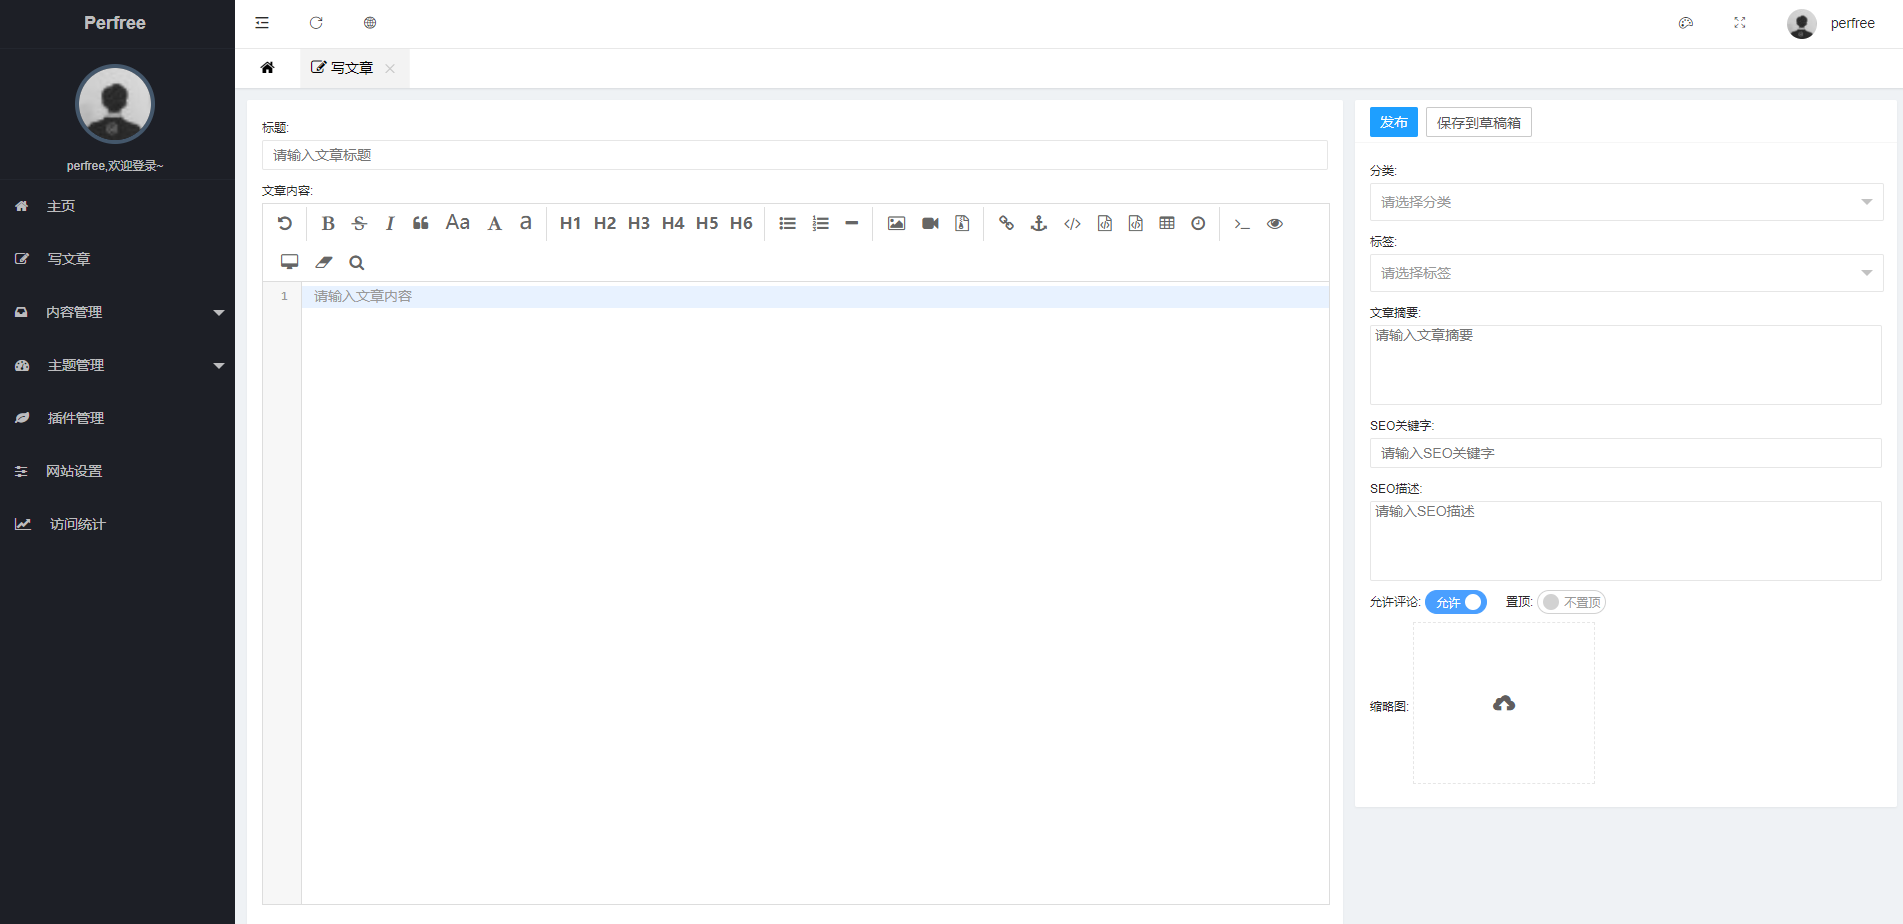 Perfree
perfree
写文章
perfree,欢迎登录~
主页
写文章
内容管理
主题管理
插件管理
网站设置
访问统计
标题:
请输入文章标题
文章内容:
B S I Aa A a H1 H2 H3 H4 H5 H6
1 请输入文章内容
发布 保存到草稿箱
分类:
请选择分类
标签:
请选择标签
文章摘要:
请输入文章摘要
SEO关键字:
请输入SEO关键字
SEO描述:
请输入SEO描述
允许评论: 允许 置顶: 不置顶
缩略图: